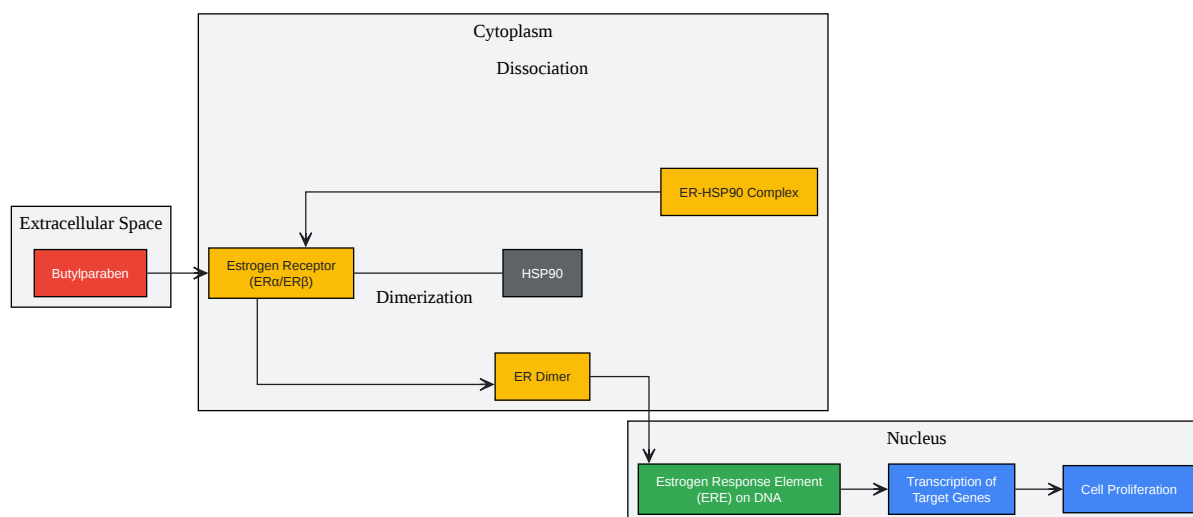 Cytoplasm
Dissociation
ER-HSP90 Complex
Extracellular Space
Butylparaben
Estrogen Receptor
(ERα/ERβ)
HSP90
Dimerization
ER Dimer
Nucleus
Estrogen Response Element
(ERE) on DNA
Transcription of
Target Genes
Cell Proliferation